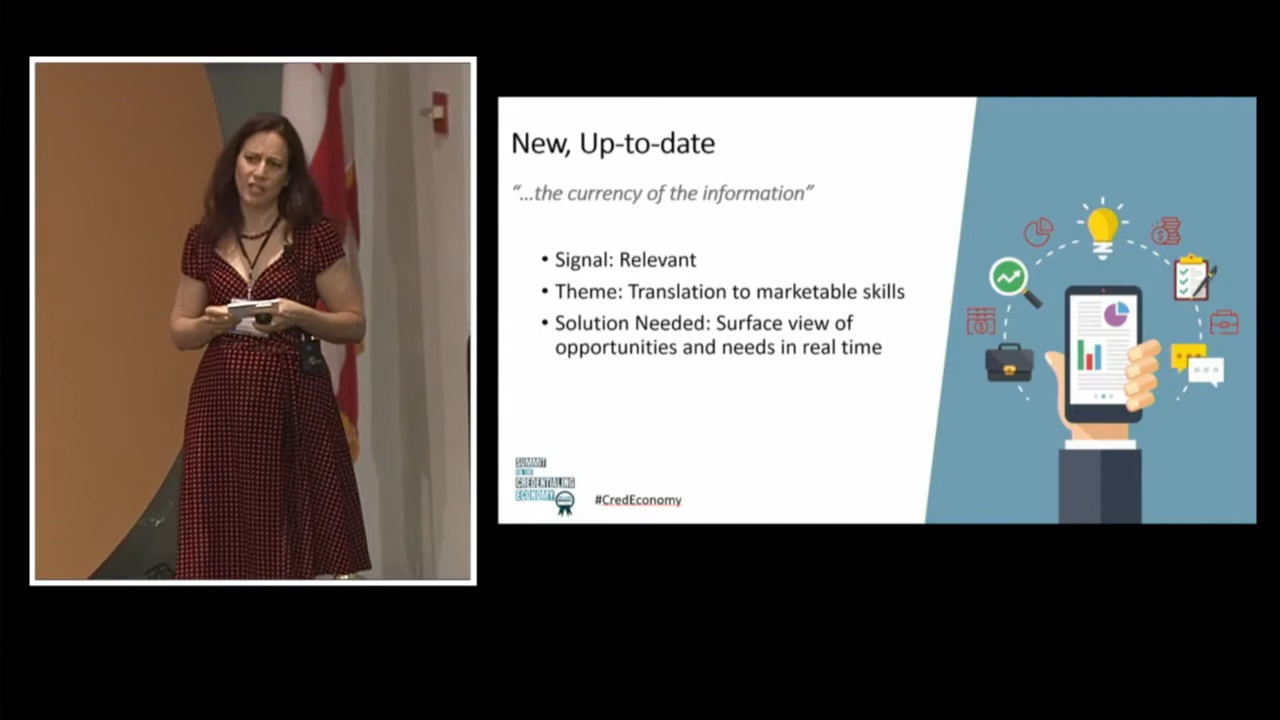 New, Up-to-date
“...the currency of the information”
• Signal: Relevant
• Theme: Translation to marketable skills
• Solution Needed: Surface view of
opportunities and needs in real time
SUMMIT
ON THE
CREDENTIALING
ECONOMY
#CredEconomy